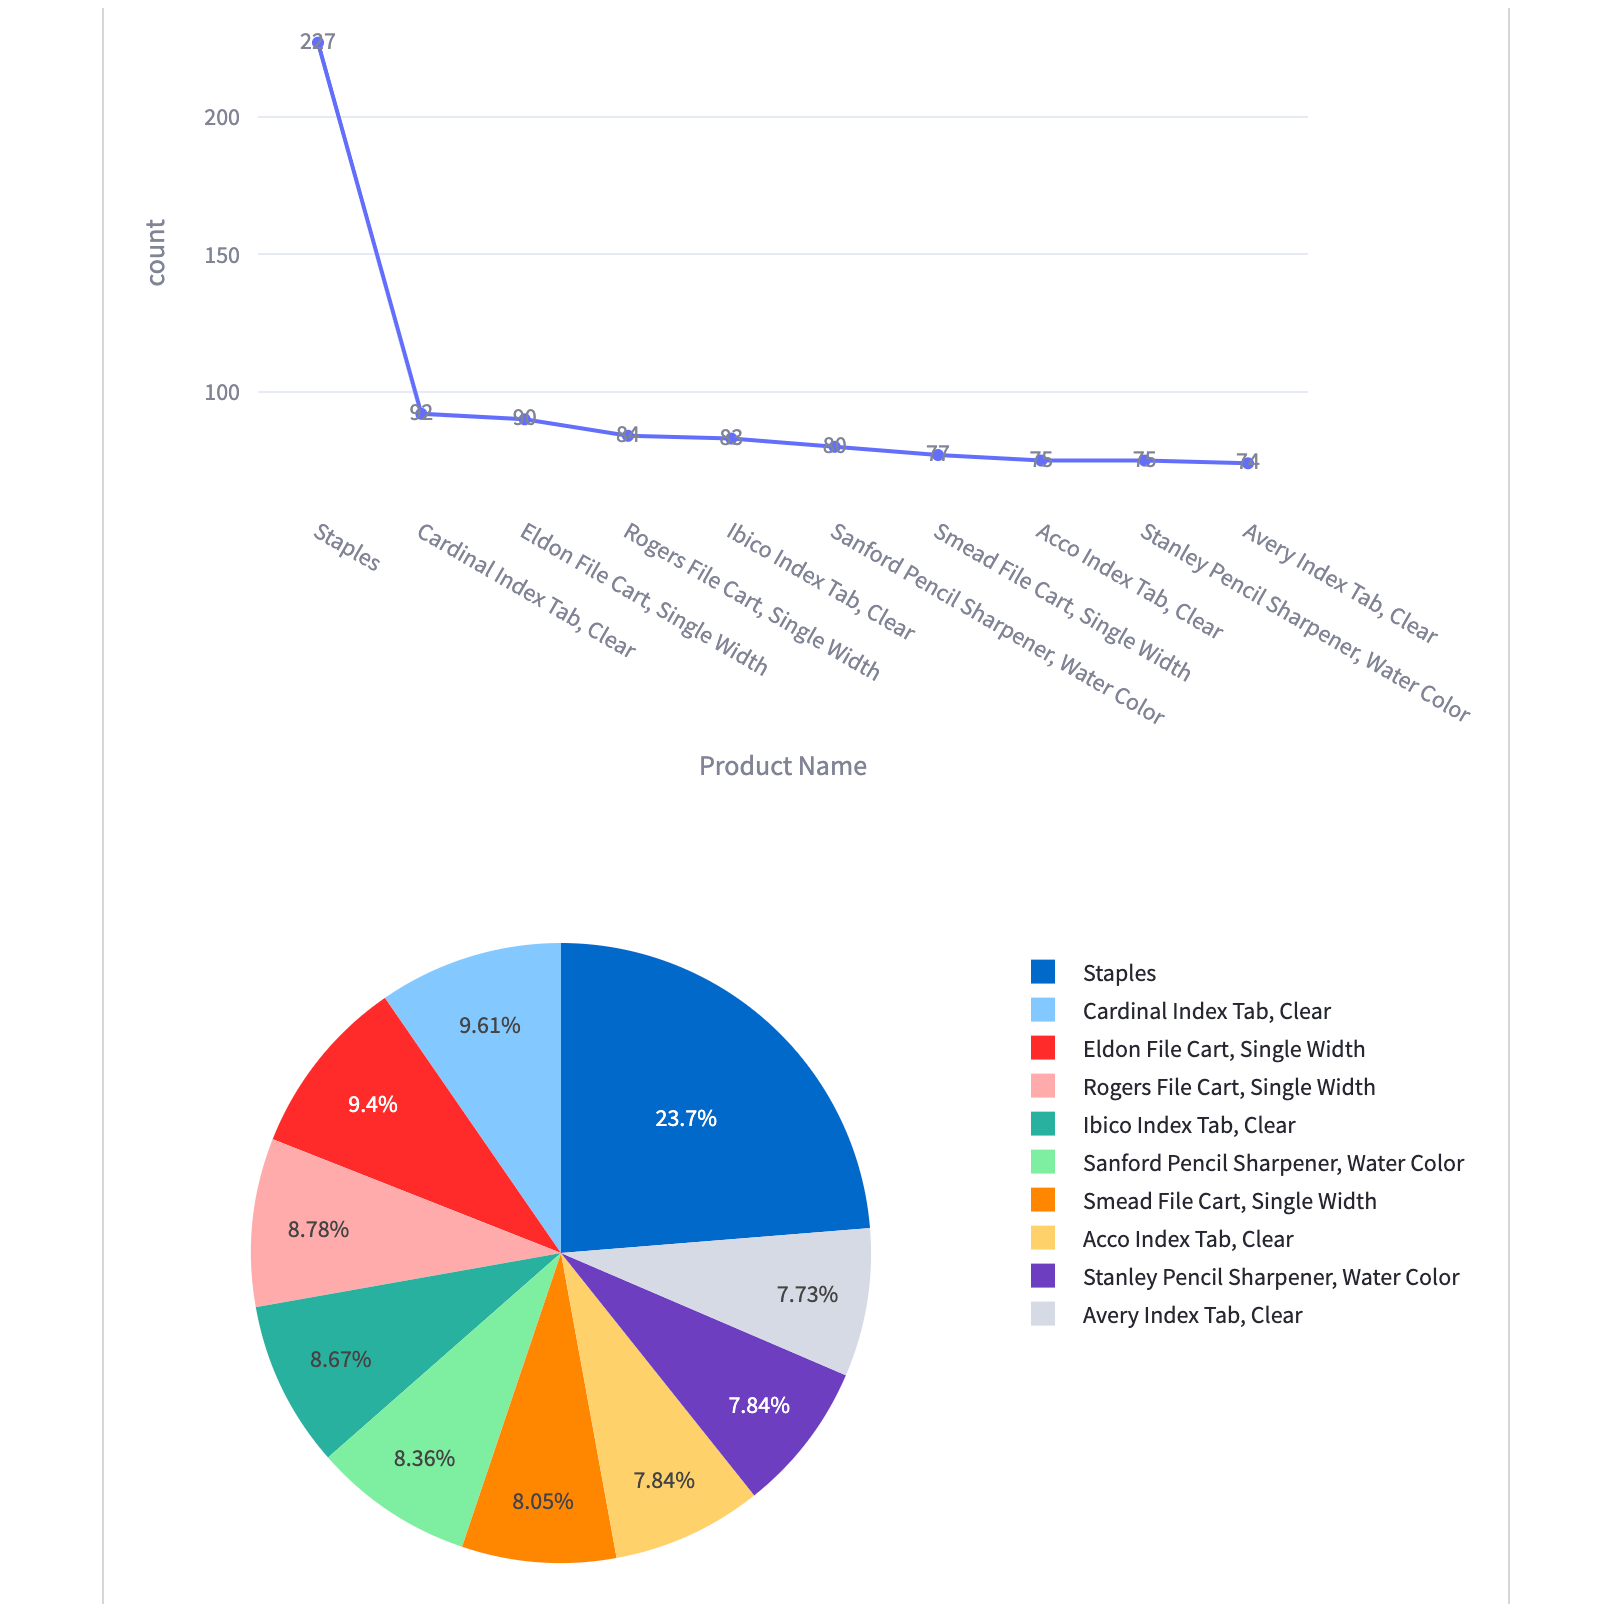 227
200
count
150
100
92
90
84
83
80
77
75
75
74
Staples
Cardinal Index Tab, Clear
Eldon File Cart, Single Width
Rogers File Cart, Single Width
Ibico Index Tab, Clear
Sanford Pencil Sharpener, Water Color
Smead File Cart, Single Width
Acco Index Tab, Clear
Stanley Pencil Sharpener, Water Color
Avery Index Tab, Clear
Product Name
9.61%
23.7%
9.4%
8.78%
7.73%
8.67%
7.84%
8.36%
7.84%
8.05%
Staples
Cardinal Index Tab, Clear
Eldon File Cart, Single Width
Rogers File Cart, Single Width
Ibico Index Tab, Clear
Sanford Pencil Sharpener, Water Color
Smead File Cart, Single Width
Acco Index Tab, Clear
Stanley Pencil Sharpener, Water Color
Avery Index Tab, Clear